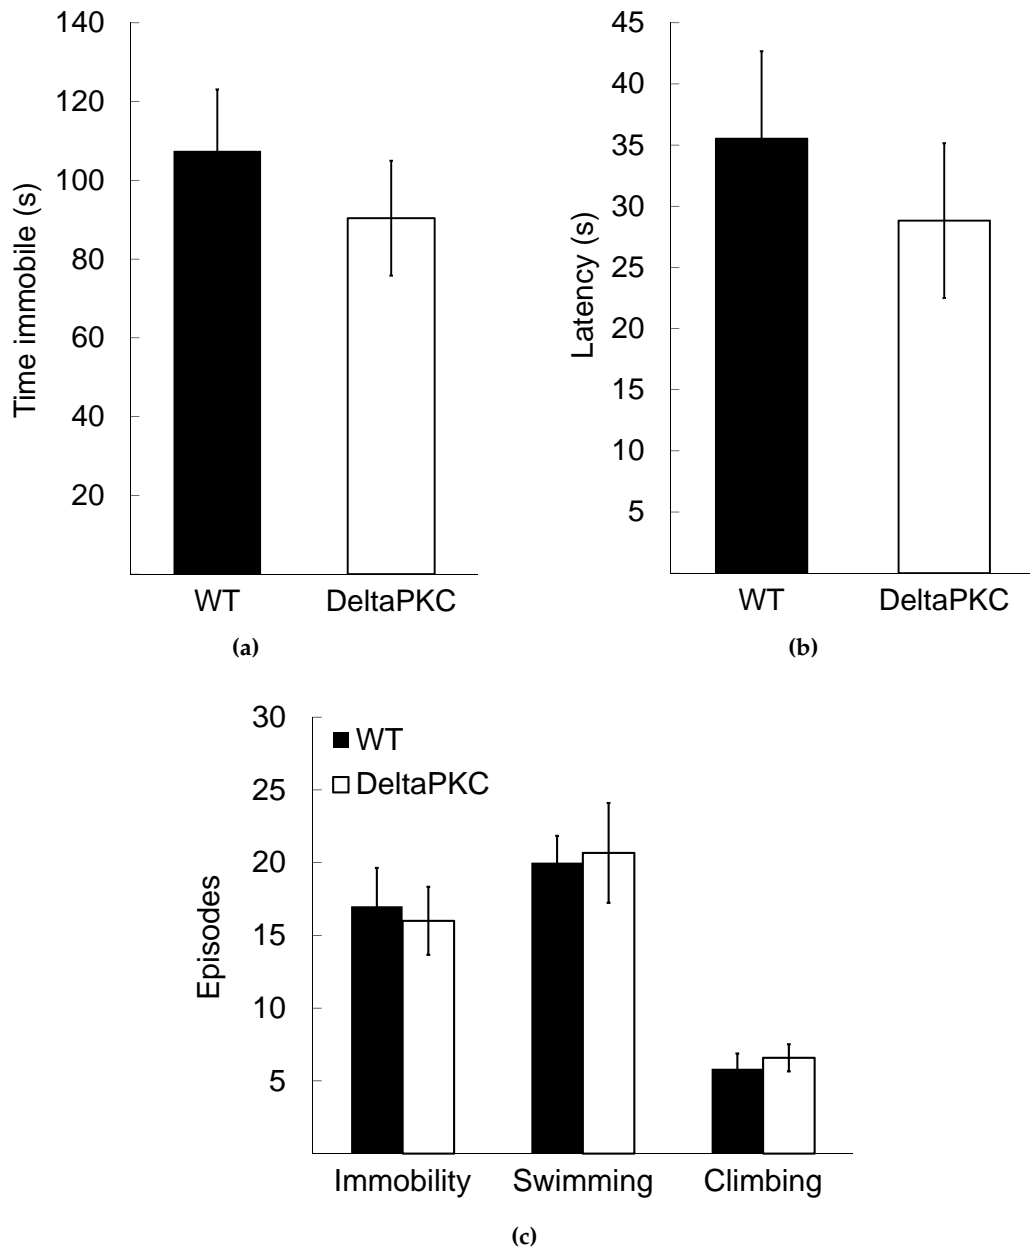 140
120
100
80
60
40
20
Time immobile (s)
WT
DeltaPKC
(a)
45
40
35
30
25
20
15
10
5
Latency (s)
WT
DeltaPKC
(b)
30
25
20
15
10
5
Episodes
WT
DeltaPKC
Immobility
Swimming
Climbing
(c)